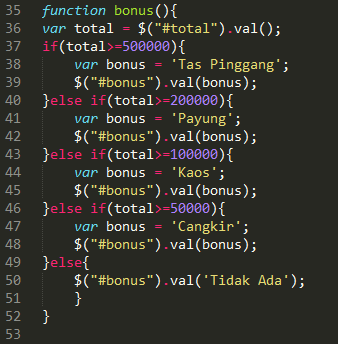 35 function bonus(){
36 var total = $("#total").val();
37 if(total>=500000){
38     var bonus = 'Tas Pinggang';
39     $("#bonus").val(bonus);
40 }else if(total>=200000){
41     var bonus = 'Payung';
42     $("#bonus").val(bonus);
43 }else if(total>=100000){
44     var bonus = 'Kaos';
45     $("#bonus").val(bonus);
46 }else if(total>=50000){
47     var bonus = 'Cangkir';
48     $("#bonus").val(bonus);
49 }else{
50     $("#bonus").val('Tidak Ada');
51     }
52 }
53